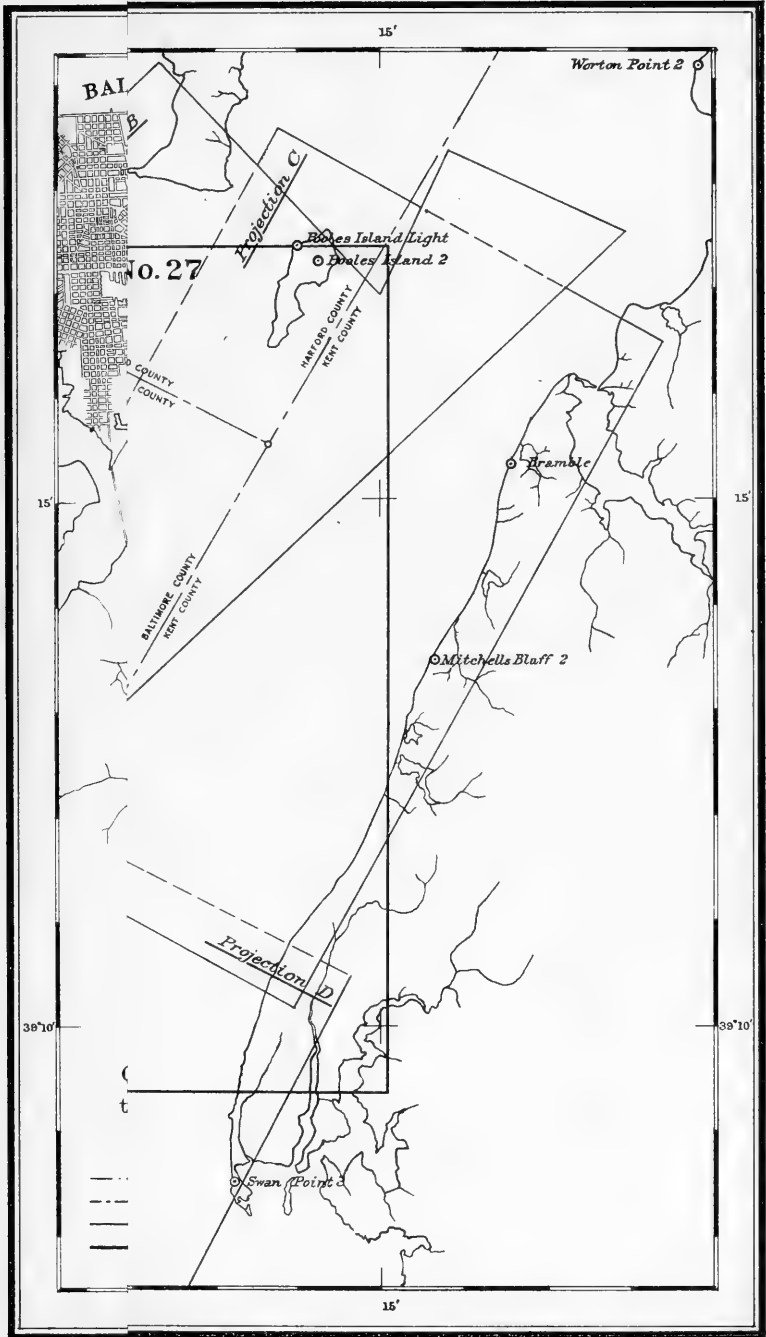 15'
Worton Point 2
BAL
B
Projection C
Pooles Island Light
No. 27
Pooles Island 2
HARFORD COUNTY
KENT COUNTY
D COUNTY
COUNTY
Bramble
15'
15'
BALTIMORE COUNTY
KENT COUNTY
Mitchells Bluff 2
Projection D
39°10'
39°10'
t
Swan Point 3
15'